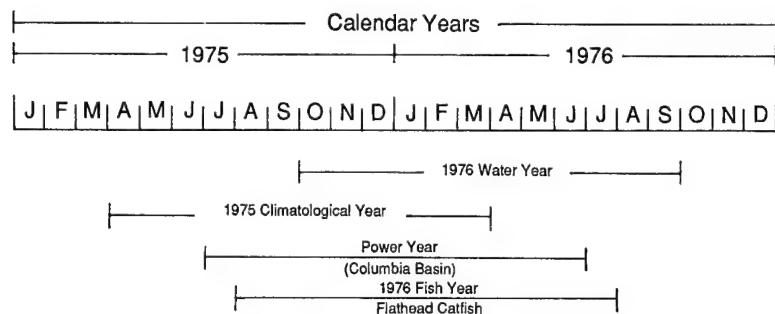 Calendar Years
1975 1976
J F M A M J J A S O N D J F M A M J J A S O N D
1976 Water Year
1975 Climatological Year
Power Year
(Columbia Basin)
1976 Fish Year
Flathead Catfish